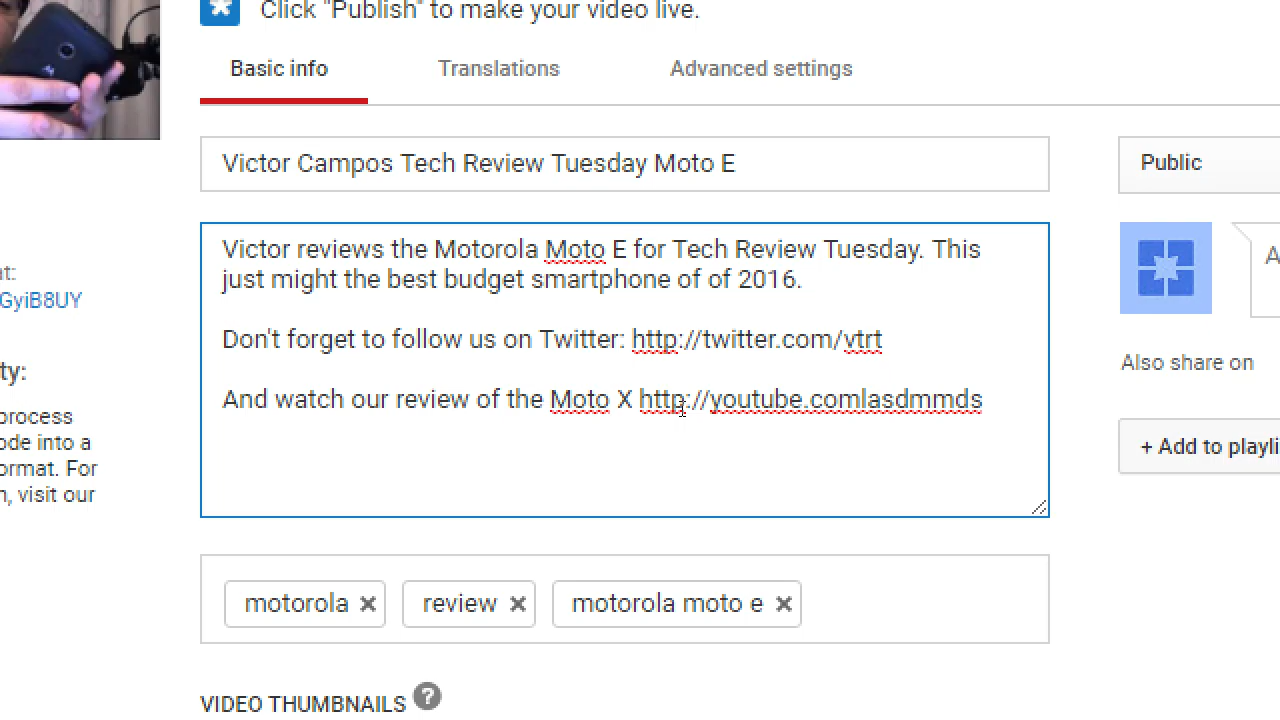 Click "Publish" to make your video live.
Basic info
Translations
Advanced settings
Victor Campos Tech Review Tuesday Moto E
Public
Victor reviews the Motorola Moto E for Tech Review Tuesday. This
just might the best budget smartphone of of 2016.
Don't forget to follow us on Twitter: http://twitter.com/vtrt
And watch our review of the Moto X http://youtube.comlasdmmds
at:
GyiB8UY
ty:
process
ode into a
ormat. For
n, visit our
A
Also share on
+ Add to playli
motorola ×
review ×
motorola moto e ×
VIDEO THUMBNAILS ?